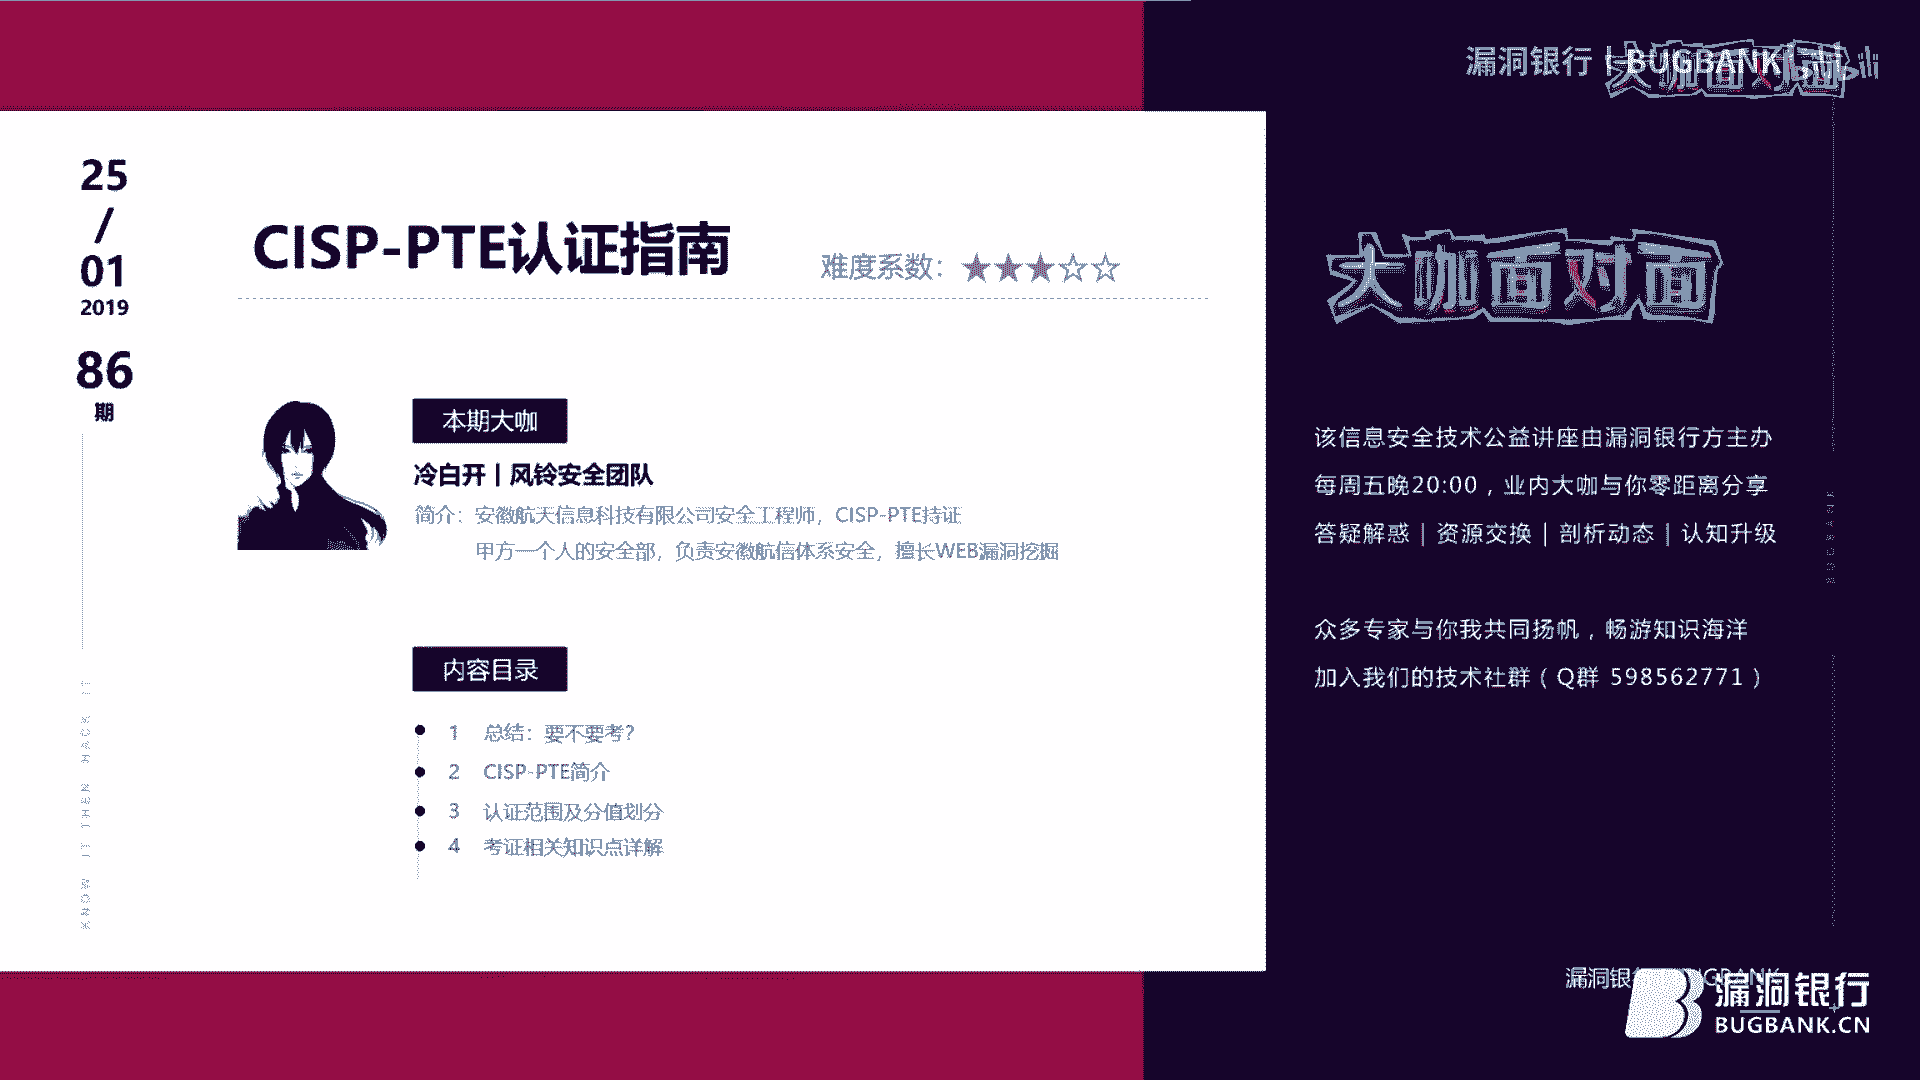 漏洞银行 | BUGBANK
大咖面对面
25
/
01
2019
86
期
CISP-PTE认证指南
难度系数：★★★☆☆
本期大咖
冷白开 | 风铃安全团队
简介：安徽航天信息科技有限公司安全工程师，CISP-PTE持证
甲方一个人的安全部，负责安徽航信体系安全，擅长WEB漏洞挖掘
内容目录
1 总结：要不要考?
2 CISP-PTE简介
3 认证范围及分值划分
4 考证相关知识点详解
KNOW IT THEN HACK IT
大咖面对面
该信息安全技术公益讲座由漏洞银行方主办
每周五晚20:00，业内大咖与你零距离分享
答疑解惑 | 资源交换 | 剖析动态 | 认知升级
众多专家与你我共同扬帆，畅游知识海洋
加入我们的技术社群（Q群 598562771）
漏洞银行
BUGBANK.CN